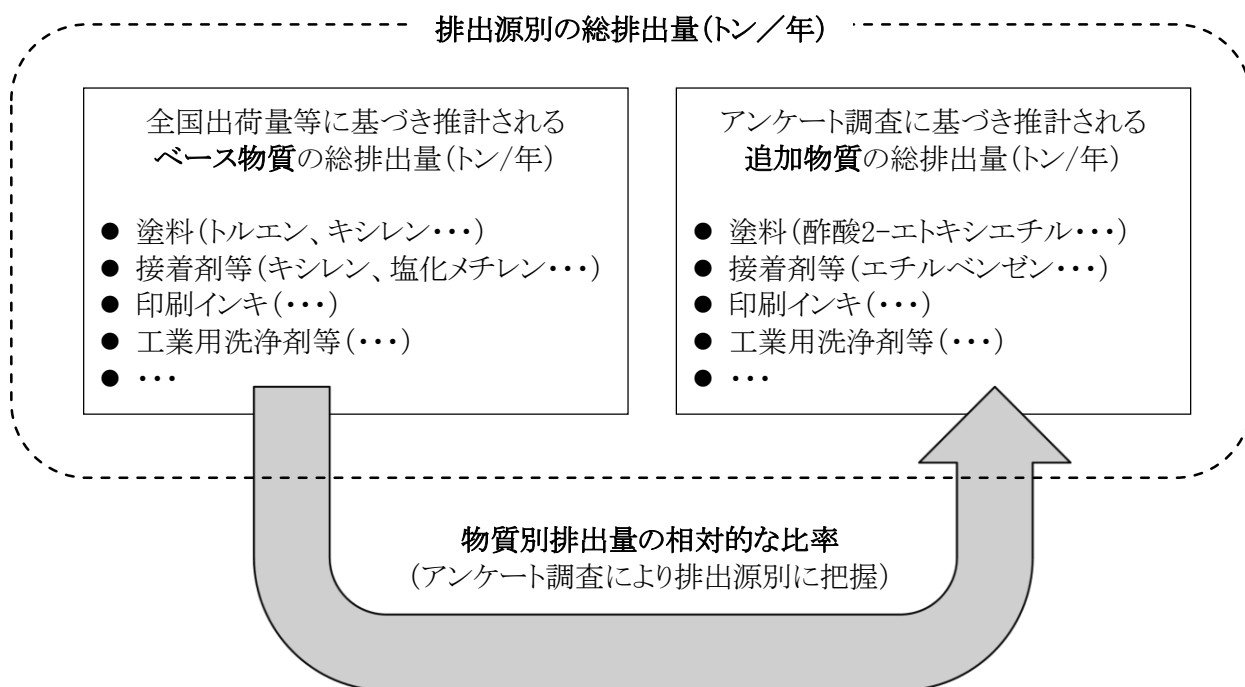 排出源別の総排出量（トン／年）
全国出荷量等に基づき推計される
ベース物質の総排出量（トン/年）
● 塗料（トルエン、キシレン・・・）
● 接着剤等（キシレン、塩化メチレン・・・）
● 印刷インキ（・・・）
● 工業用洗浄剤等（・・・）
● ・・・
アンケート調査に基づき推計される
追加物質の総排出量（トン/年）
● 塗料（酢酸2-エトキシエチル・・・）
● 接着剤等（エチルベンゼン・・・）
● 印刷インキ（・・・）
● 工業用洗浄剤等（・・・）
● ・・・
物質別排出量の相対的な比率
（アンケート調査により排出源別に把握）